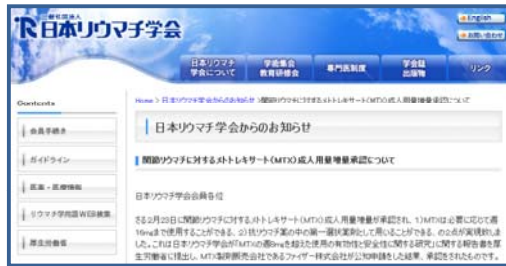 一般社団法人
日本リウマチ学会
English
お問い合わせ
日本リウマチ
学会について
学術集会
教育研修会
専門医制度
学会誌
出版物
リンク
Contents
Home > 日本リウマチ学会からのお知らせ > 関節リウマチに対するメトトレキサート(MTX)成人用量増量承認について
会員手続き
ガイドライン
医薬・医療情報
リウマチ学用語WEB検索
厚生労働省
日本リウマチ学会からのお知らせ
関節リウマチに対するメトトレキサート(MTX)成人用量増量承認について
日本リウマチ学会会員各位
さる2月23日に関節リウマチに対するメトトレキサート(MTX)成人用量増量が承認され、1)MTXは必要に応じて週
16mgまで使用することができる、2)抗リウマチ薬の中の第一選択薬剤として用いることができる、の2点が実現致しま
した。これは日本リウマチ学会が「MTXの週8mgを超えた使用の有効性と安全性に関する研究」に関する報告書を厚
生労働省に提出し、MTX製剤販売会社であるファイザー株式会社が公知申請をした結果、承認をされたものです。